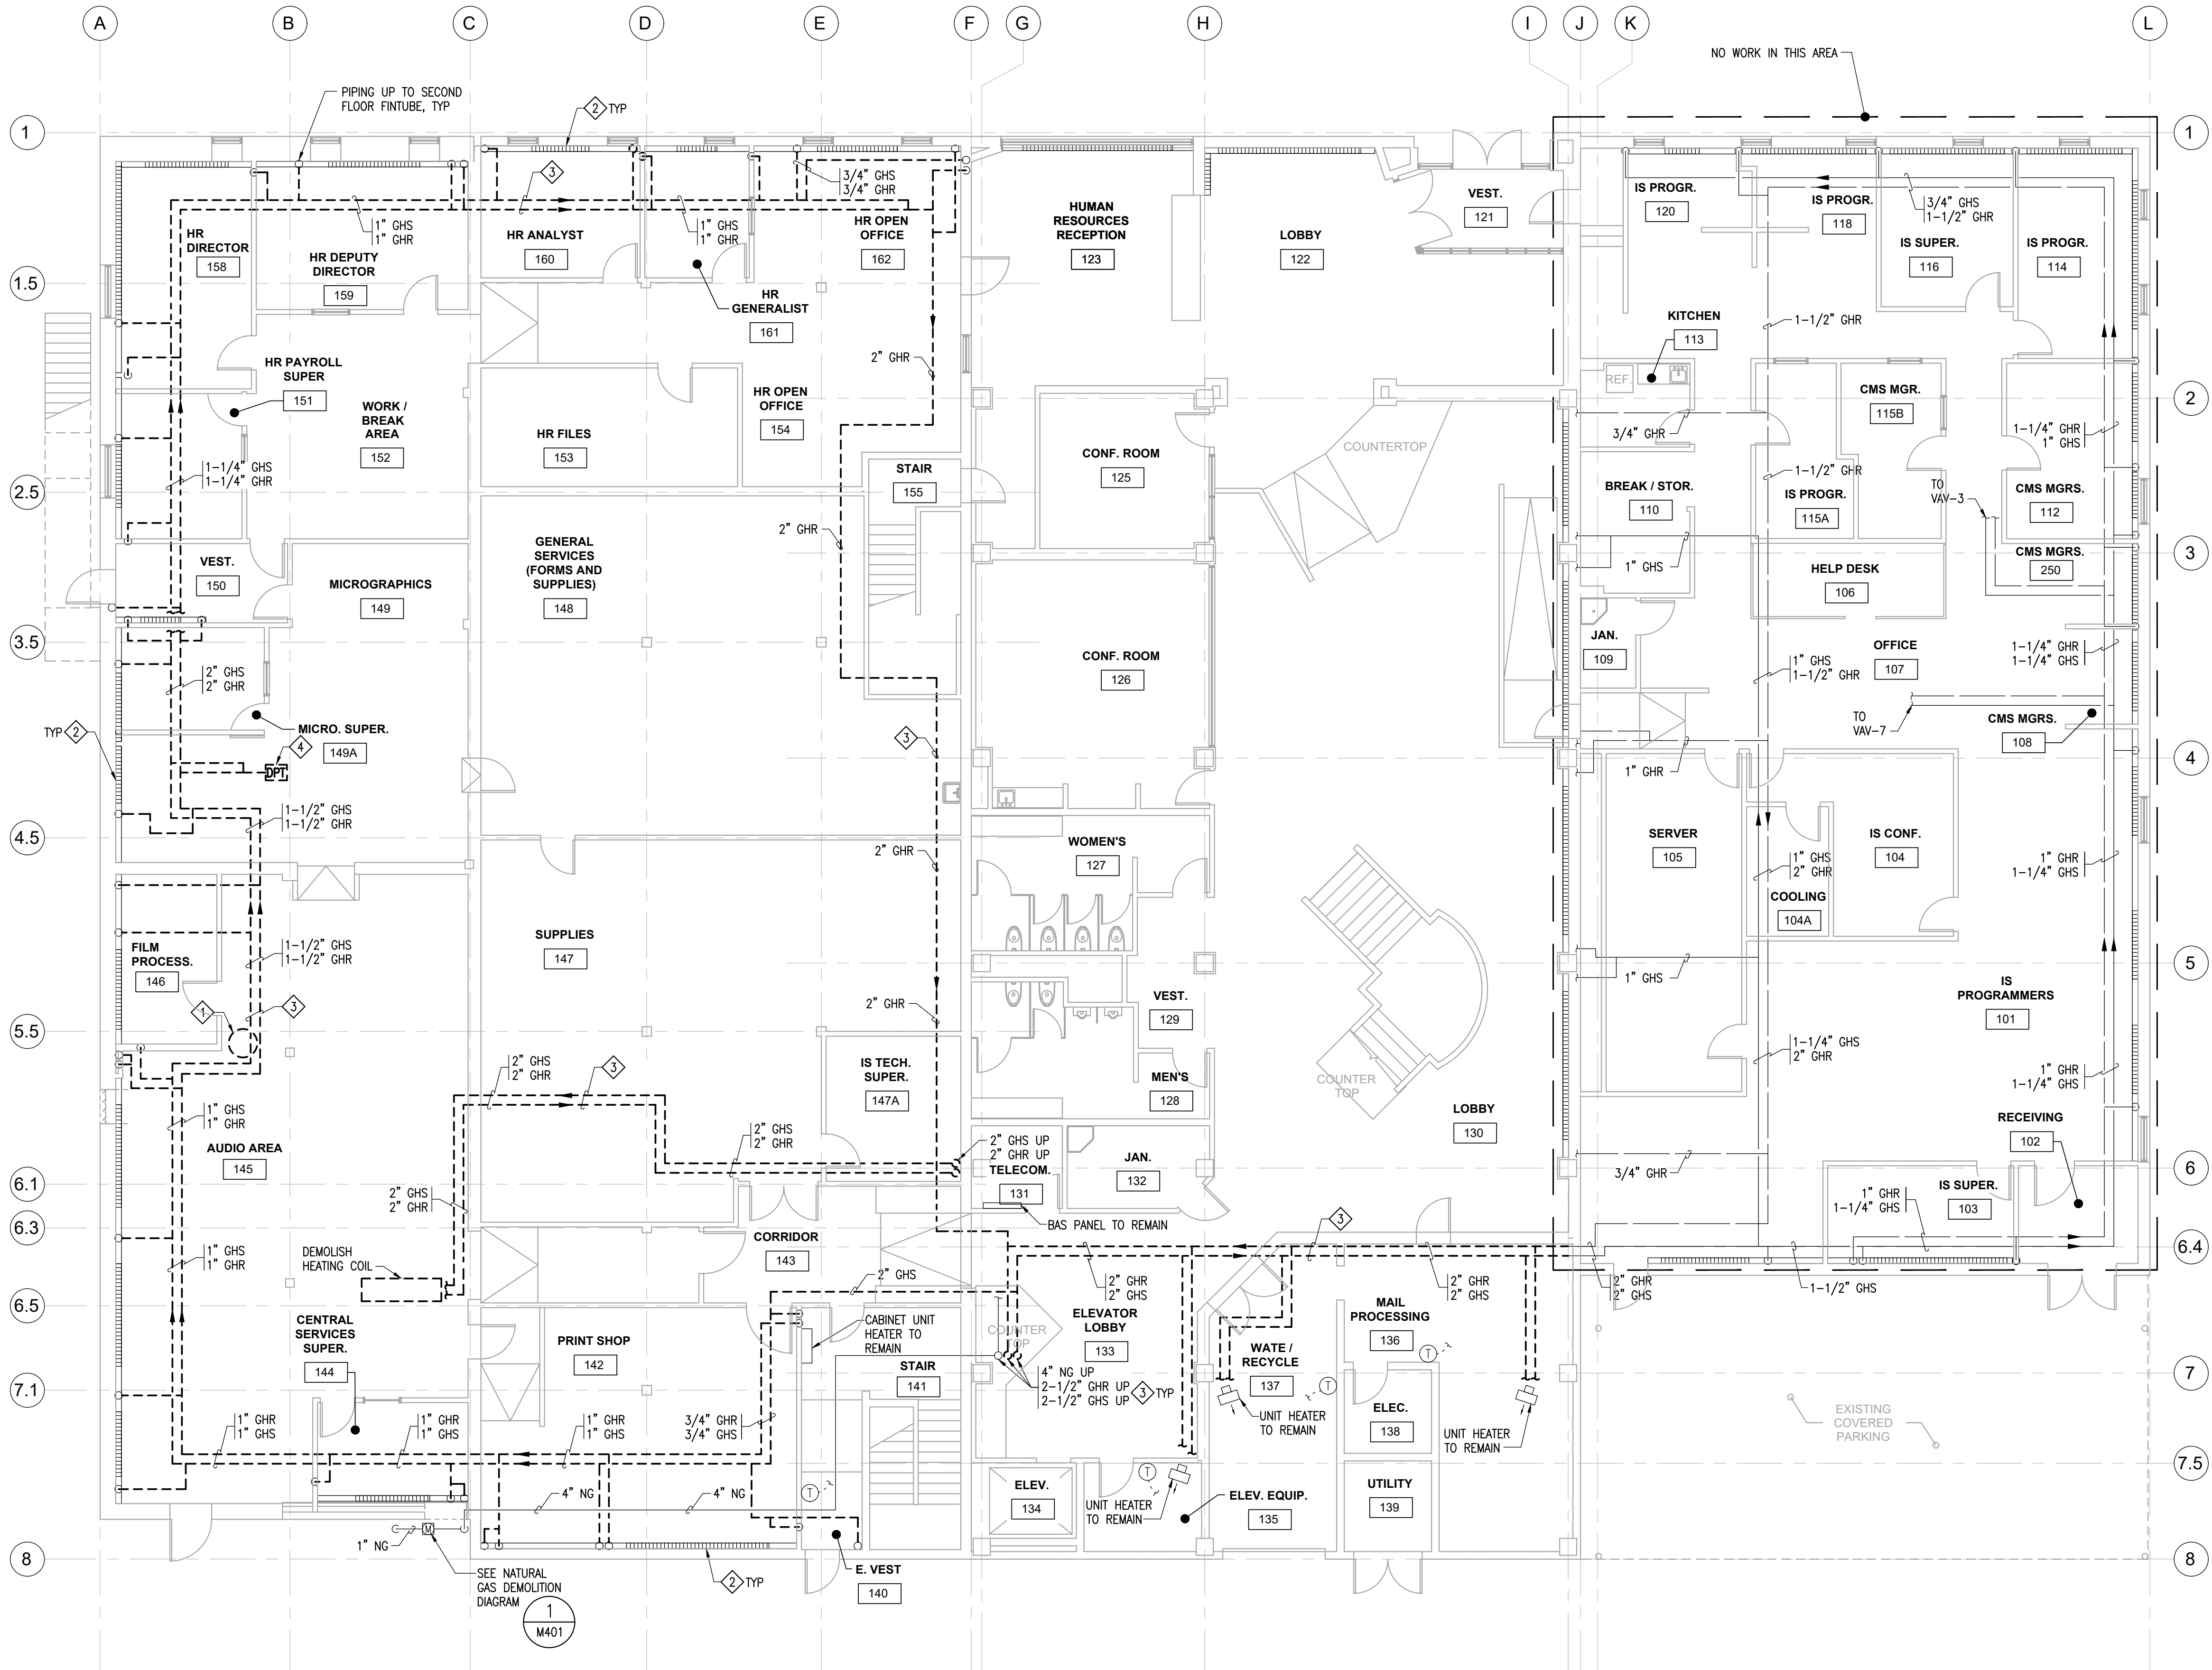 A
B
C
D
E
F
G
H
I
J
K
L
NO WORK IN THIS AREA
PIPING UP TO SECOND
FLOOR FINTUBE, TYP
2 TYP
1
1
3
3/4" GHS
3/4" GHR
1" GHS
1" GHR
1" GHS
1" GHR
HR
DIRECTOR
158
HR DEPUTY
DIRECTOR
159
HR ANALYST
160
HR OPEN
OFFICE
162
HR
GENERALIST
161
HUMAN
RESOURCES
RECEPTION
123
LOBBY
122
VEST.
121
IS PROGR.
120
IS PROGR.
118
3/4" GHS
1-1/2" GHR
IS SUPER.
116
IS PROGR.
114
1.5
KITCHEN
113
1-1/2" GHR
REF.
HR PAYROLL
SUPER
151
WORK /
BREAK
AREA
152
HR FILES
153
HR OPEN
OFFICE
154
2" GHR
2
CMS MGR.
115B
3/4" GHR
1-1/4" GHR
1" GHS
COUNTERTOP
CONF. ROOM
125
STAIR
155
1-1/4" GHS
1-1/4" GHR
1-1/2" GHR
2.5
BREAK / STOR.
110
IS PROGR.
115A
TO
VAV-3
CMS MGRS.
112
2" GHR
GENERAL
SERVICES
(FORMS AND
SUPPLIES)
148
3
VEST.
150
MICROGRAPHICS
149
1" GHS
HELP DESK
106
CMS MGRS.
250
3.5
JAN.
109
OFFICE
107
1-1/4" GHR
1-1/4" GHS
CONF. ROOM
126
2" GHS
2" GHR
1" GHS
1-1/2" GHR
TYP 2
MICRO. SUPER.
149A
4
DPT
3
TO
VAV-7
CMS MGRS.
108
1" GHR
4
1-1/2" GHS
1-1/2" GHR
4.5
2" GHR
WOMEN'S
127
SERVER
105
IS CONF.
104
1" GHS
2" GHR
1" GHR
1-1/4" GHS
COOLING
104A
FILM
PROCESS.
146
1-1/2" GHS
1-1/2" GHR
SUPPLIES
147
1" GHS
5
1
3
2" GHR
VEST.
129
IS
PROGRAMMERS
101
5.5
2" GHS
2" GHR
3
IS TECH.
SUPER.
147A
MEN'S
128
COUNTER
TOP
1-1/4" GHS
2" GHR
1" GHR
1-1/4" GHS
1" GHS
1" GHR
AUDIO AREA
145
2" GHS
2" GHR
2" GHS UP
2" GHR UP
TELECOM.
131
JAN.
132
LOBBY
130
RECEIVING
102
3/4" GHR
6
6.1
2" GHS
2" GHR
BAS PANEL TO REMAIN
1" GHR
1-1/4" GHS
IS SUPER.
103
6.3
CORRIDOR
143
3
6.4
1" GHS
1" GHR
DEMOLISH
HEATING COIL
2" GHS
2" GHR
2" GHS
2" GHR
2" GHS
2" GHR
2" GHS
1-1/2" GHS
6.5
CENTRAL
SERVICES
SUPER.
144
PRINT SHOP
142
CABINET UNIT
HEATER TO
REMAIN
COUNTER
TOP
ELEVATOR
LOBBY
133
MAIL
PROCESSING
136
T
STAIR
141
WATE /
RECYCLE
137
T
4" NG UP
2-1/2" GHR UP
2-1/2" GHS UP
3 TYP
7
7.1
1" GHR
1" GHS
1" GHR
1" GHS
1" GHR
1" GHS
3/4" GHR
3/4" GHS
UNIT HEATER
TO REMAIN
ELEC.
138
UNIT HEATER
TO REMAIN
EXISTING
COVERED
PARKING
7.5
4" NG
4" NG
T
ELEV.
134
T
UNIT HEATER
TO REMAIN
ELEV. EQUIP.
135
UTILITY
139
1" NG
M
8
8
SEE NATURAL
GAS DEMOLITION
DIAGRAM
1
M401
2 TYP
E. VEST
140